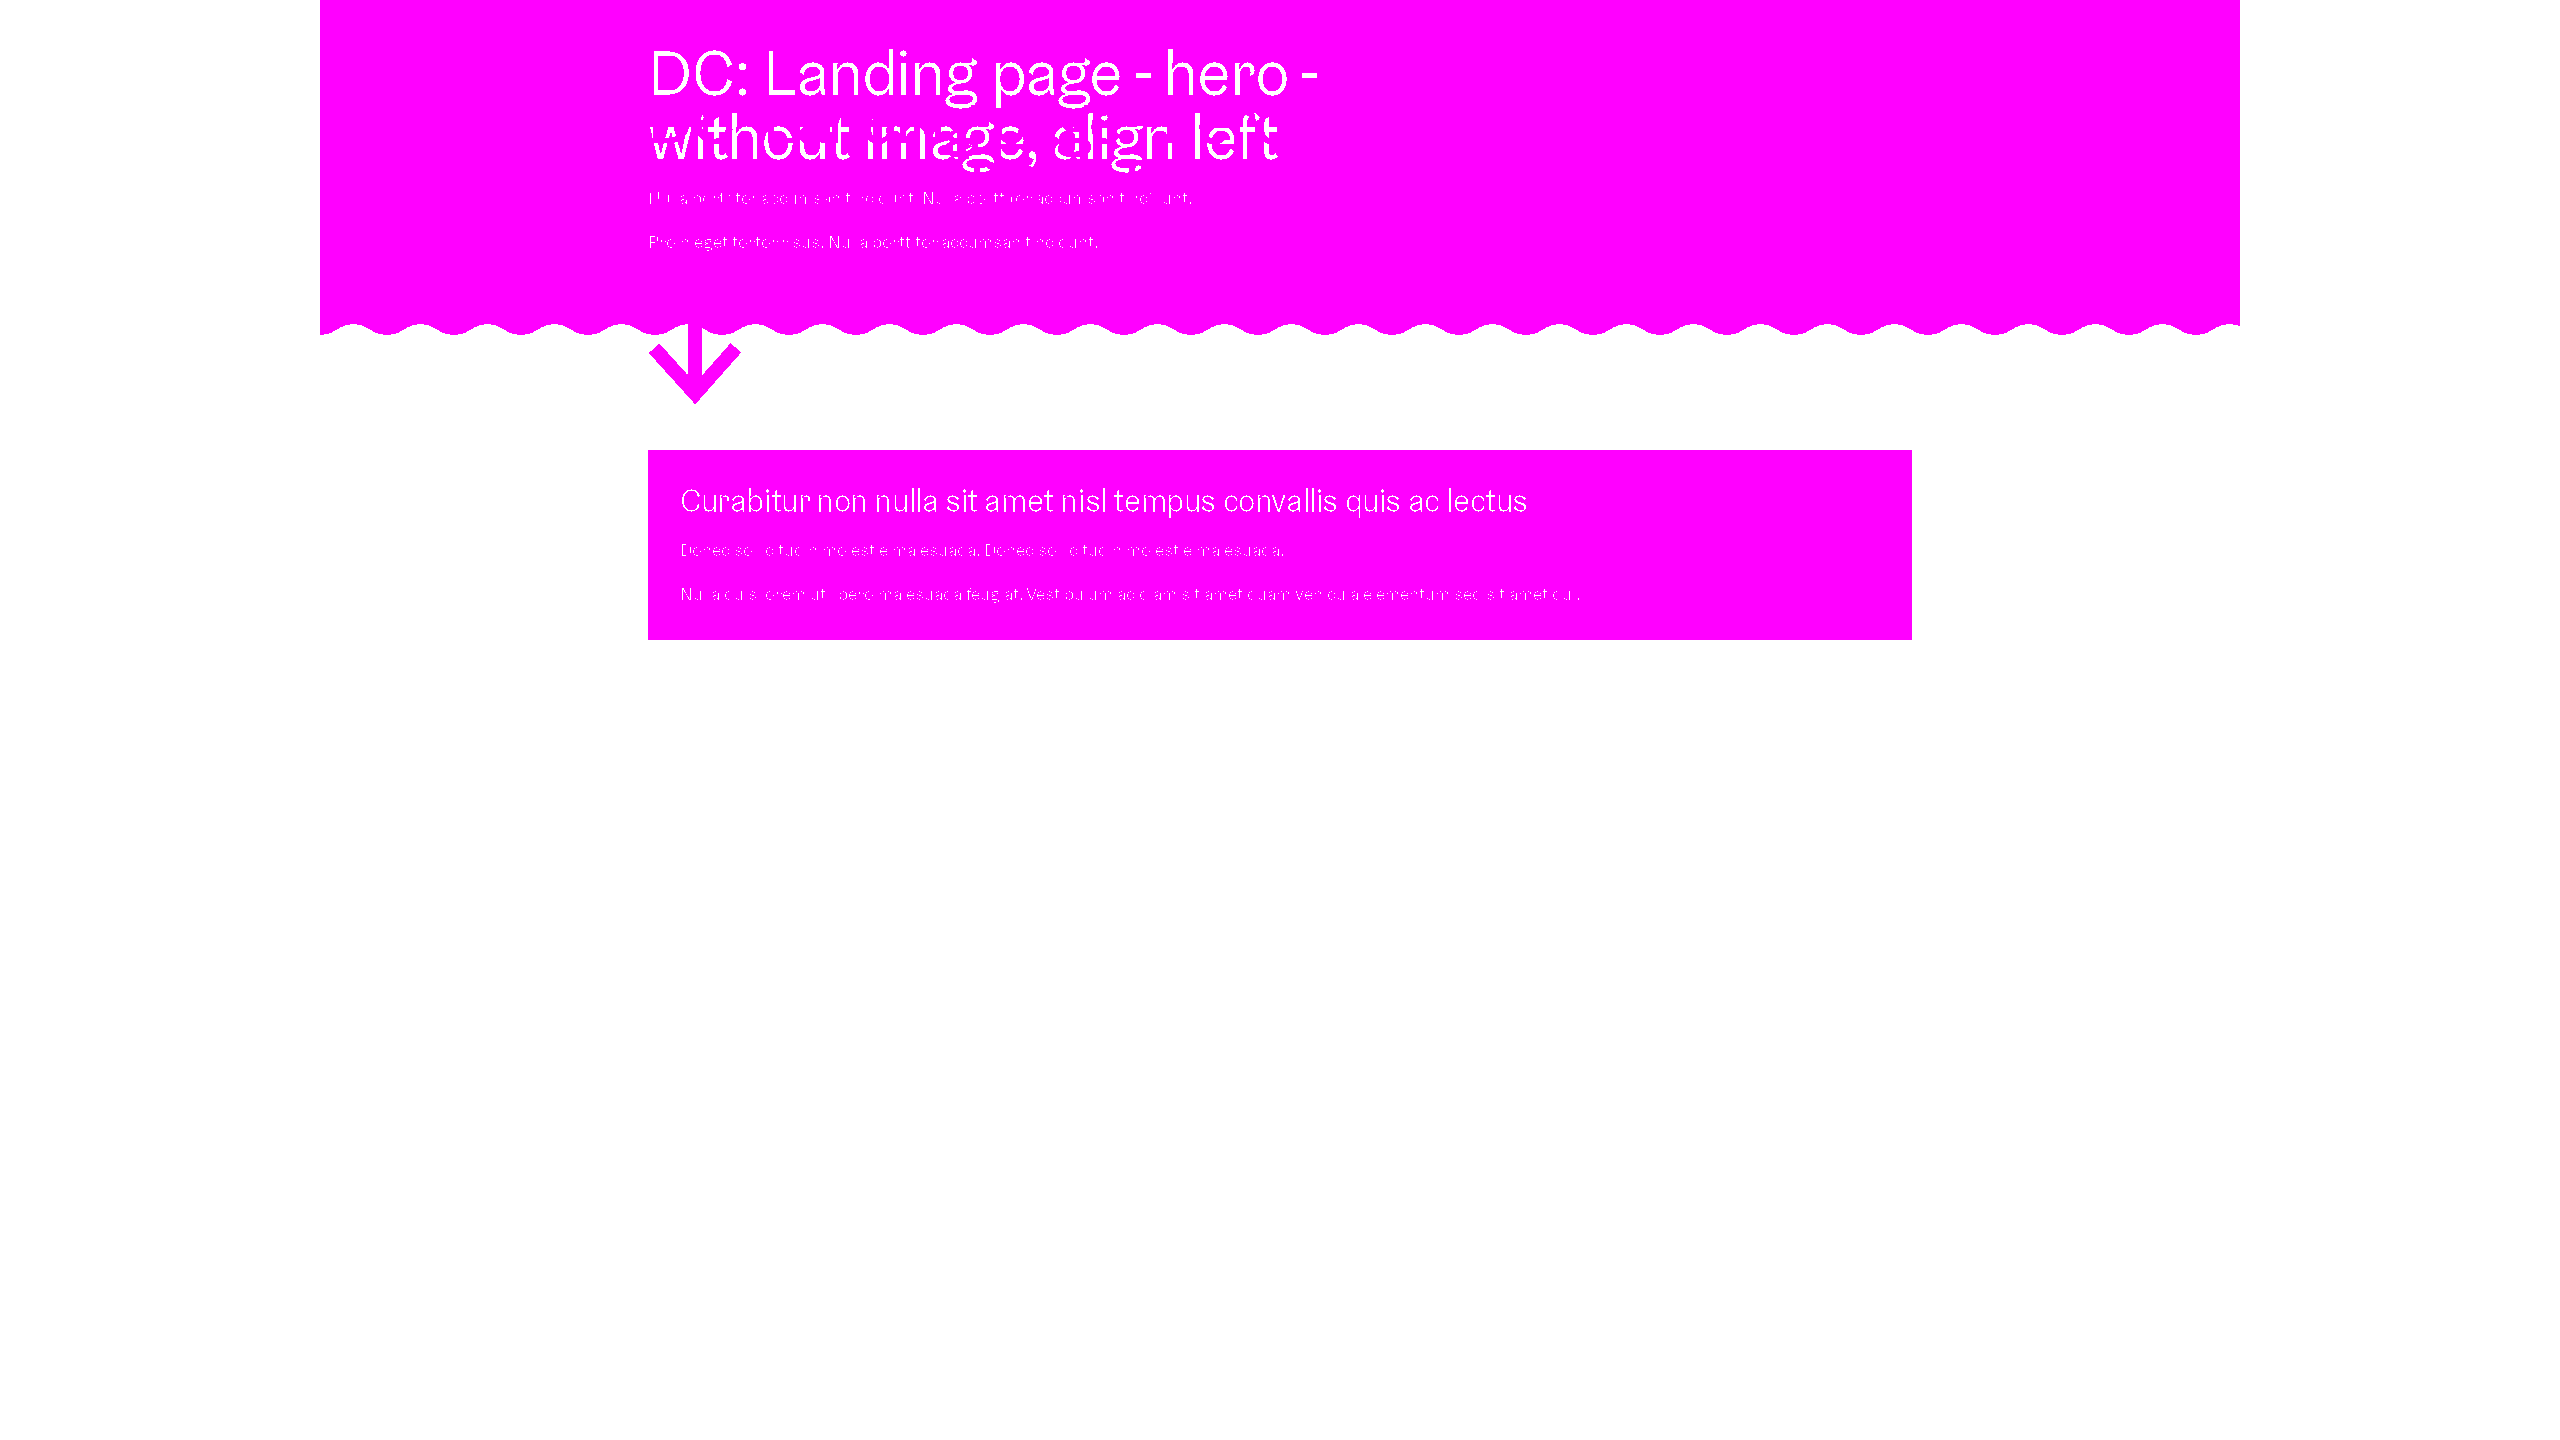 DC: Landing page - hero -
without image, align left
Nulla porttitor accumsan tincidunt. Nulla porttitor accumsan tincidunt.
Proin eget tortor risus. Nulla porttitor accumsan tincidunt.
Curabitur non nulla sit amet nisl tempus convallis quis ac lectus
Donec sollicitudin molestie malesuada. Donec sollicitudin molestie malesuada.
Nulla quis lorem ut libero malesuada feugiat. Vestibulum ac diam sit amet quam vehicula elementum sed sit amet dui.